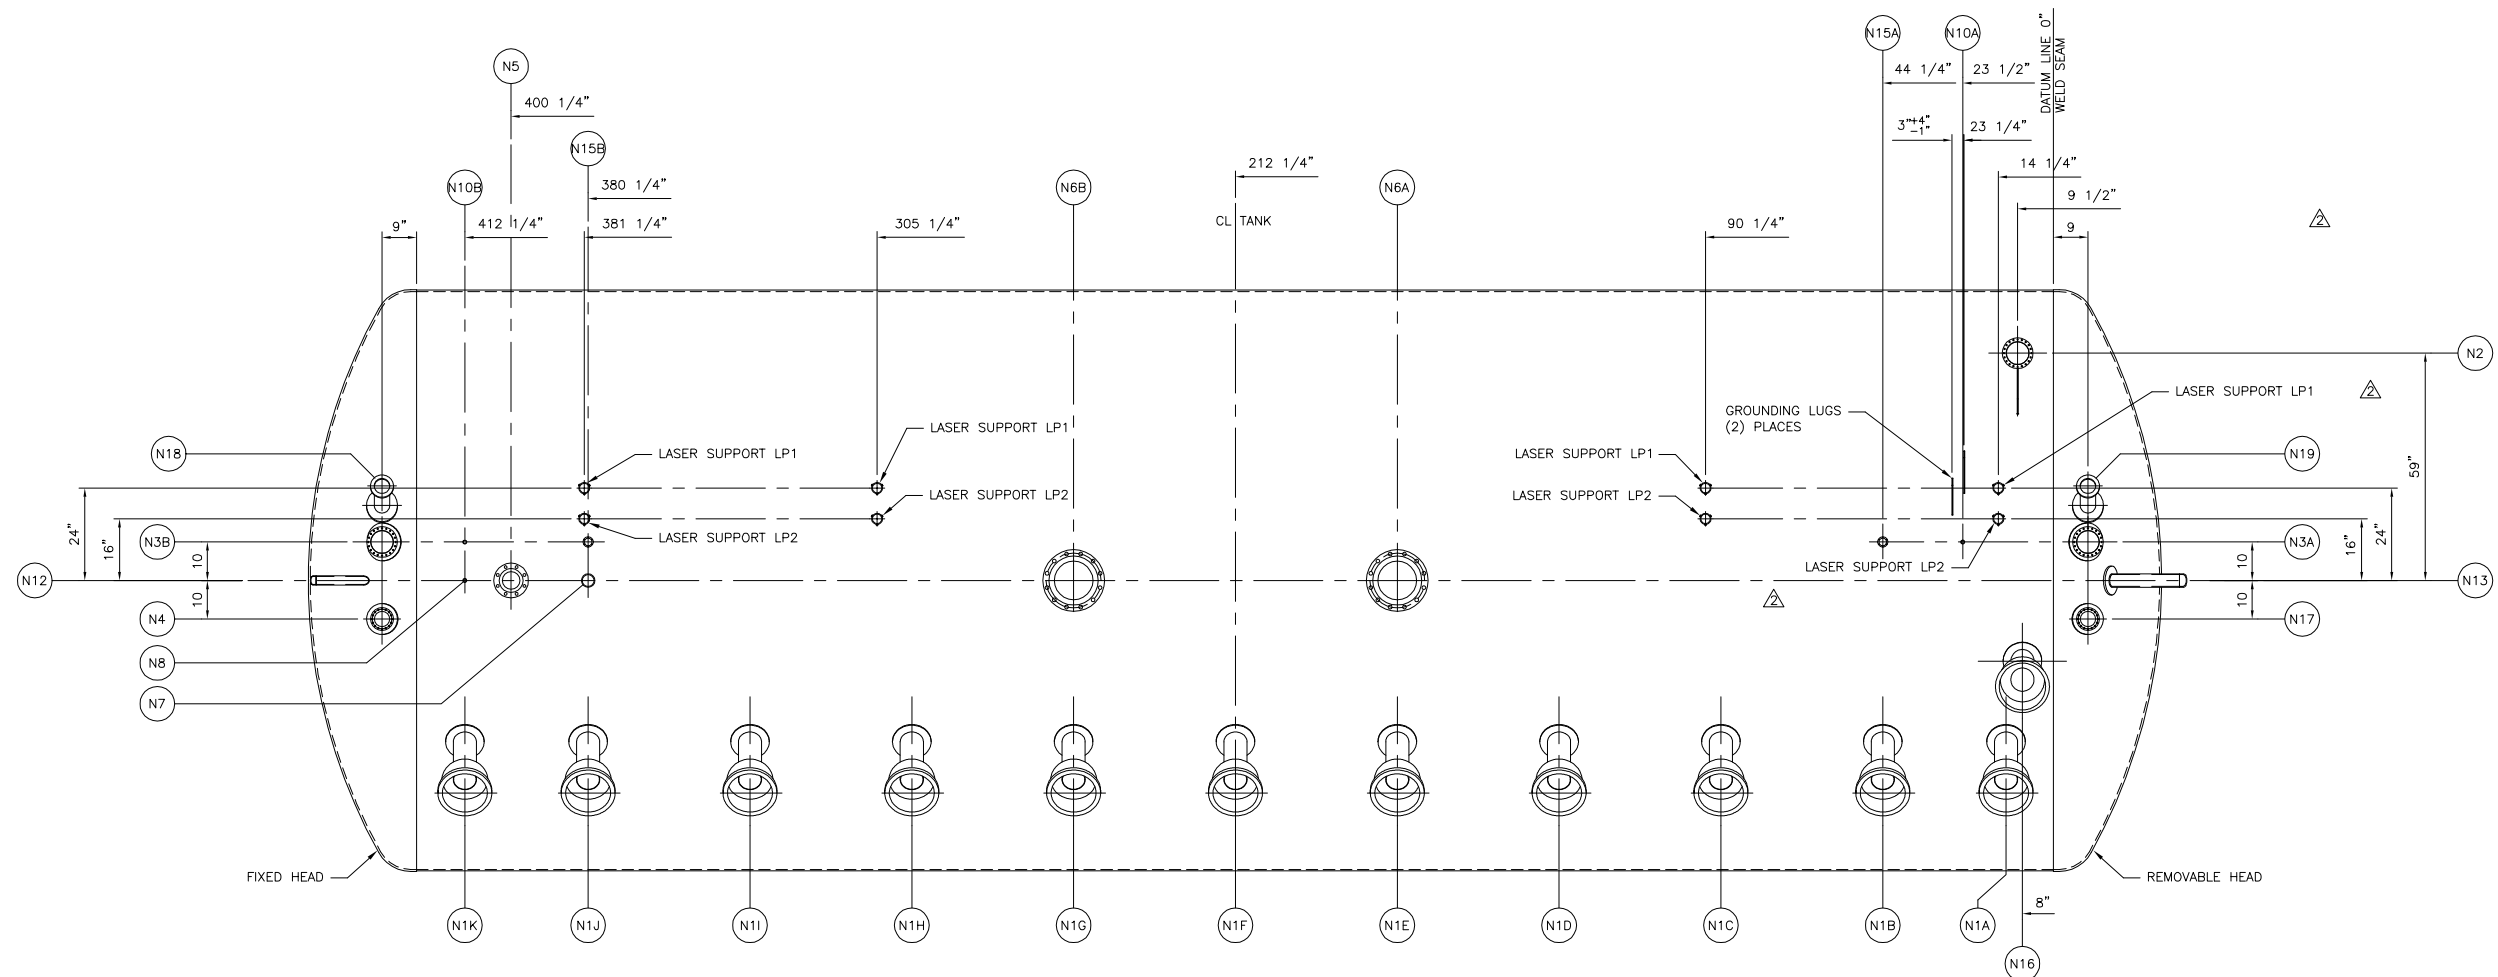 N15A
N10A
DATUM LINE 0"
WELD SEAM
N5
44 1/4"
23 1/2"
400 1/4"
3"+4"
-1"
23 1/4"
N15B
14 1/4"
212 1/4"
N10B
380 1/4"
N6B
N6A
9 1/2"
9"
412 1/4"
381 1/4"
305 1/4"
CL TANK
90 1/4"
9
2
N2
LASER SUPPORT LP1
2
GROUNDING LUGS
(2) PLACES
LASER SUPPORT LP1
N18
LASER SUPPORT LP1
LASER SUPPORT LP1
N19
59"
LASER SUPPORT LP2
LASER SUPPORT LP2
24"
16"
N3B
10
LASER SUPPORT LP2
LASER SUPPORT LP2
N3A
10
16"
24"
N12
N13
10
2
10
N4
N17
N8
N7
FIXED HEAD
REMOVABLE HEAD
8"
N1K
N1J
N1I
N1H
N1G
N1F
N1E
N1D
N1C
N1B
N1A
N16